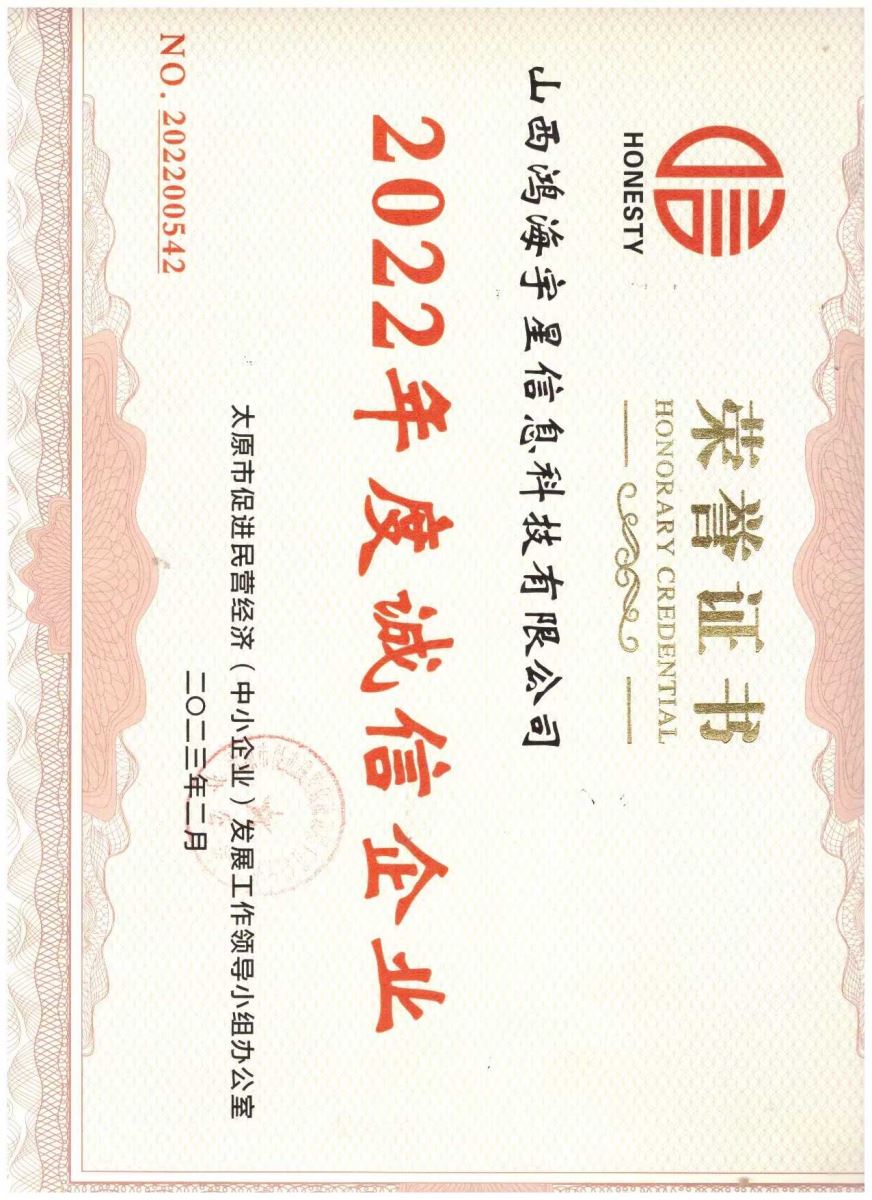 HONESTY
荣誉证书
HONORARY CREDENTIAL
山西鸿海宇星信息科技有限公司
2022年度诚信企业
太原市促进民营经济（中小企业）发展工作领导小组办公室
二〇二三年二月
NO. 202200542